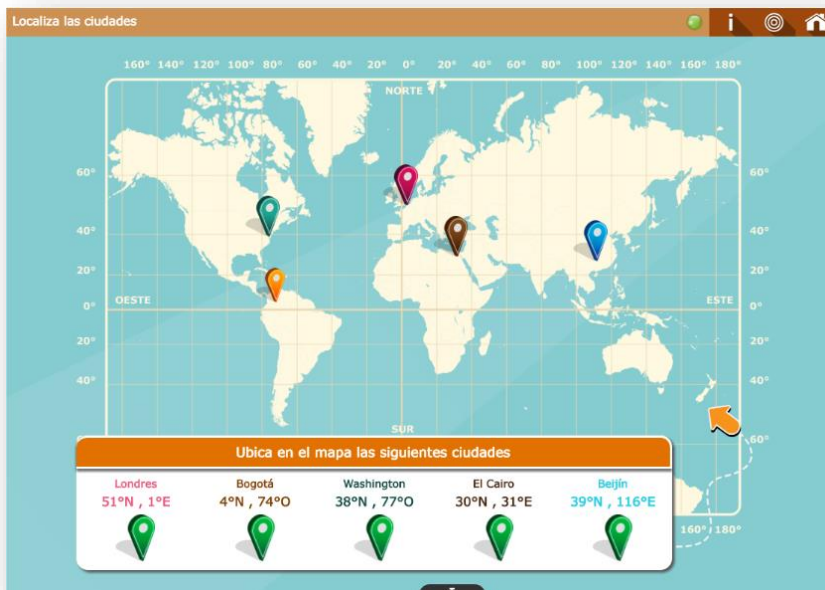 Localiza las ciudades
160° 140° 120° 100° 80° 60° 40° 20° 0° 20° 40° 60° 80° 100° 120° 140° 160° 180°
NORTE
60° 60°
40° 40°
20° 20°
OESTE ESTE
0° 0°
20° 20°
40° 40°
SUR
60°
Ubica en el mapa las siguientes ciudades
Londres Bogotá Washington El Cairo Beijín
51°N , 1°E 4°N , 74°O 38°N , 77°O 30°N , 31°E 39°N , 116°E
160° 180°